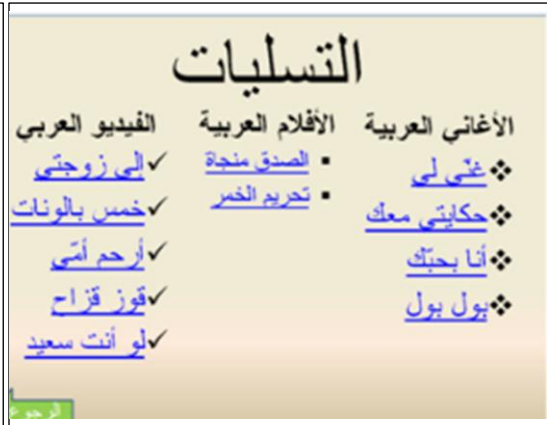 التسليات
الأغاني العربية
غنّي لي
حكايتي معك
أنا بحبّك
بول بول
الأفلام العربية
الصدق منجاة
تحريم الخمر
الفيديو العربي
إلى زوجتي
خمس بالونات
أرحم أمّي
قوز قزاح
لو أنت سعيد